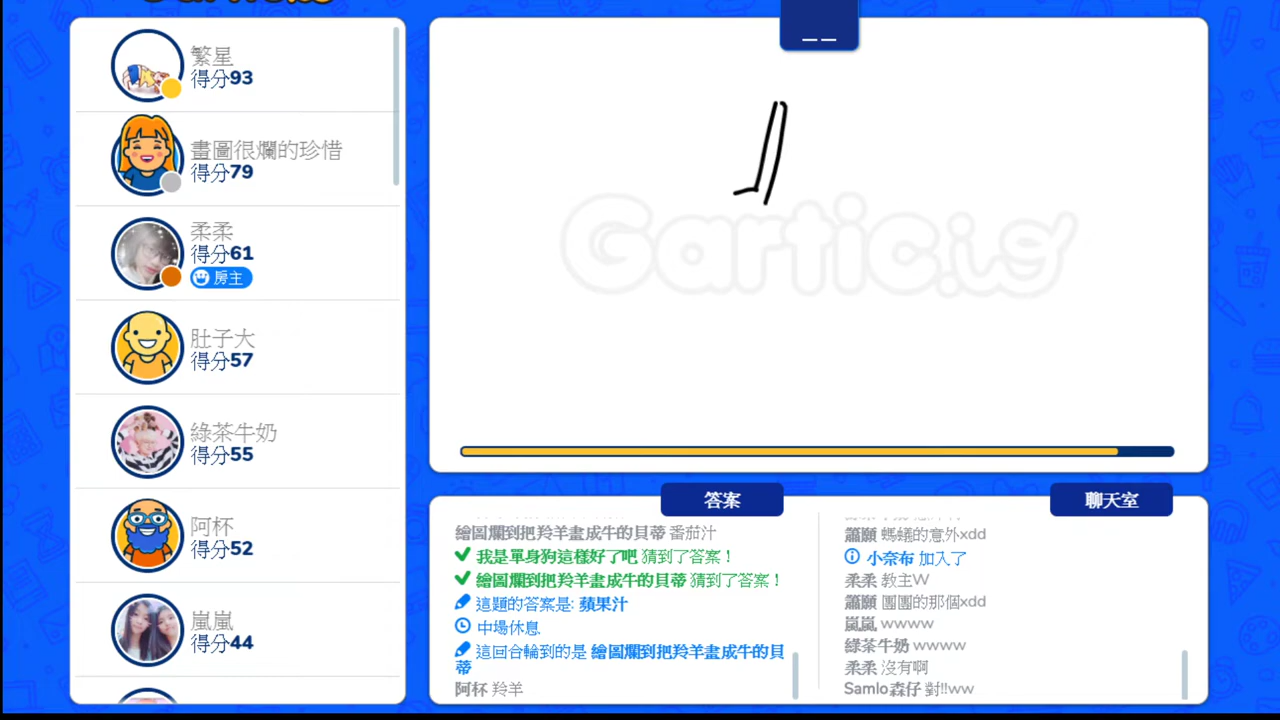 繁星
得分93
畫圖很爛的珍惜
得分79
柔柔
得分61
房主
肚子大
得分57
綠茶牛奶
得分55
阿杯
得分52
嵐嵐
得分44
Gartic.io
答案
繪圖爛到把羚羊畫成牛的貝蒂 番茄汁
我是單身狗這樣好了吧 猜到了答案！
繪圖爛到把羚羊畫成牛的貝蒂 猜到了答案！
這題的答案是: 蘋果汁
中場休息
這回合輪到的是 繪圖爛到把羚羊畫成牛的貝
蒂
阿杯 羚羊
聊天室
簫願 螞蟻的意外xdd
小奈布 加入了
柔柔 教主W
簫願 團團的那個xdd
嵐嵐 wwww
綠茶牛奶 wwww
柔柔 沒有啊
Samlo森仔 對!!ww